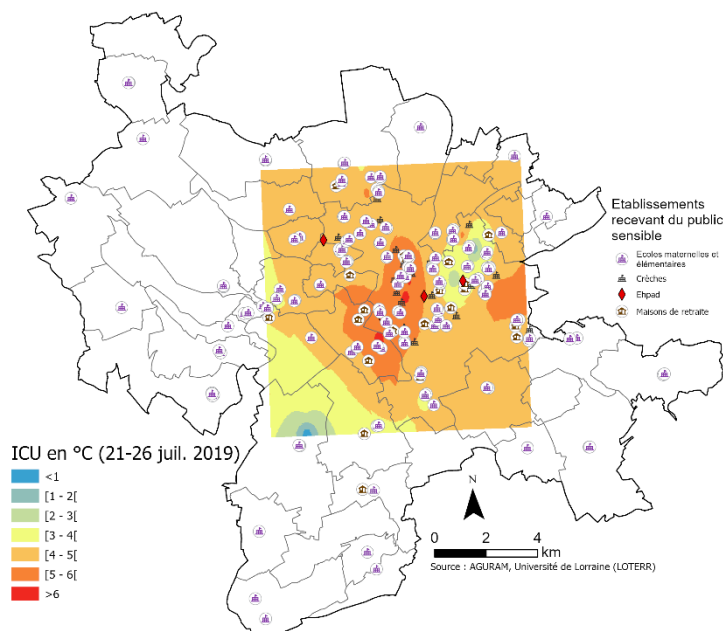 Etablissements
recevant du public
sensible
Ecoles maternelles et
élémentaires
Crèches
Ehpad
Maisons de retraite
ICU en °C (21-26 juil. 2019)
<1
[1 - 2[
[2 - 3[
[3 - 4[
[4 - 5[
[5 - 6[
>6
N
0 2 4
km
Source : AGURAM, Université de Lorraine (LOTERR)